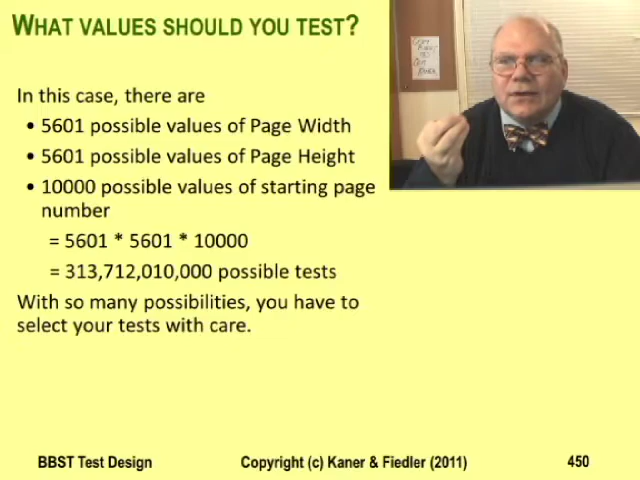 WHAT VALUES SHOULD YOU TEST?
In this case, there are
• 5601 possible values of Page Width
• 5601 possible values of Page Height
• 10000 possible values of starting page
number
= 5601 * 5601 * 10000
= 313,712,010,000 possible tests
With so many possibilities, you have to
select your tests with care.
BBST Test Design
Copyright (c) Kaner & Fiedler (2011)
450